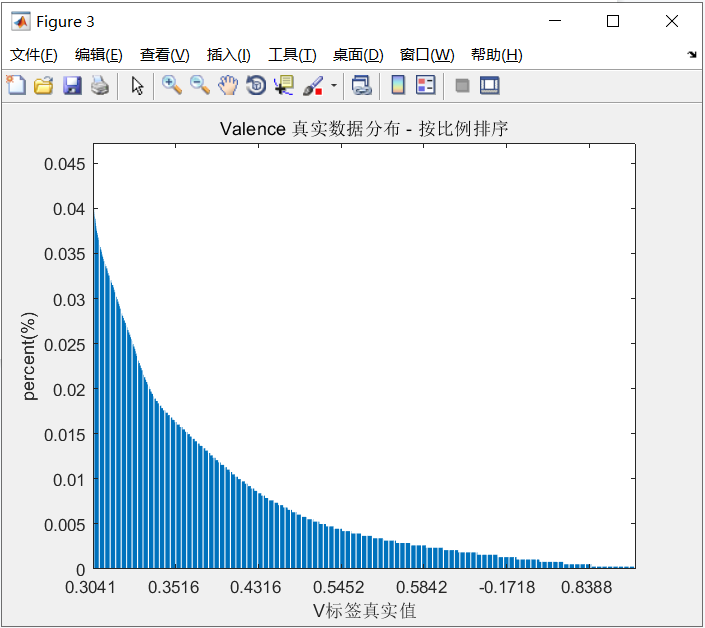 Figure 3
文件(F) 编辑(E) 查看(V) 插入(I) 工具(T) 桌面(D) 窗口(W) 帮助(H)
Valence 真实数据分布 - 按比例排序
0.045
0.04
0.035
0.03
0.025
0.02
0.015
0.01
0.005
0
percent(%)
0.3041 0.3516 0.4316 0.5452 0.5842 -0.1718 0.8388
V标签真实值